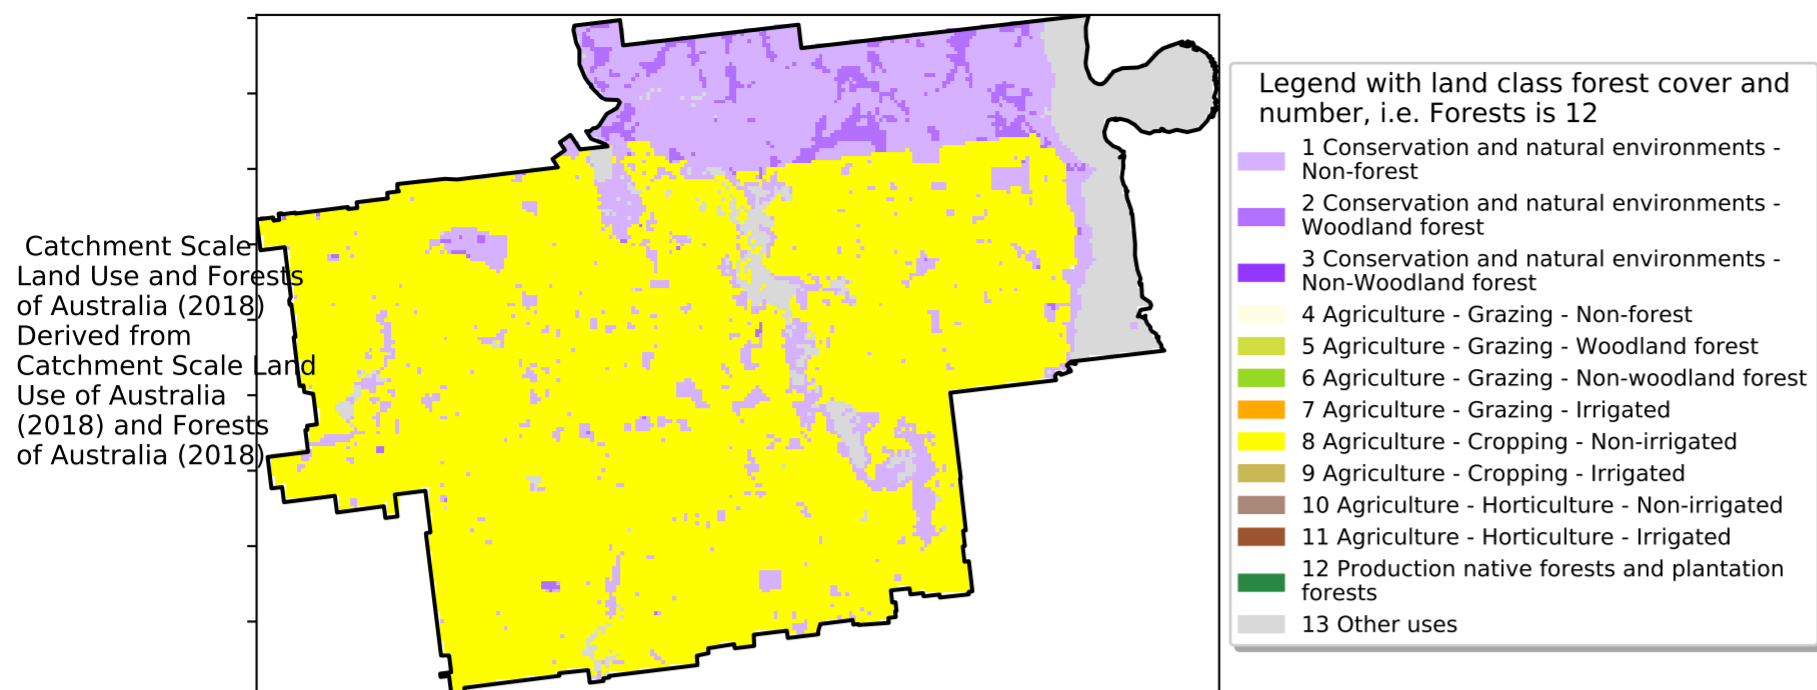 Catchment Scale
Land Use and Forests
of Australia (2018)
Derived from
Catchment Scale Land
Use of Australia
(2018) and Forests
of Australia (2018)
Legend with land class forest cover and
number, i.e. Forests is 12
1 Conservation and natural environments -
Non-forest
2 Conservation and natural environments -
Woodland forest
3 Conservation and natural environments -
Non-Woodland forest
4 Agriculture - Grazing - Non-forest
5 Agriculture - Grazing - Woodland forest
6 Agriculture - Grazing - Non-woodland forest
7 Agriculture - Grazing - Irrigated
8 Agriculture - Cropping - Non-irrigated
9 Agriculture - Cropping - Irrigated
10 Agriculture - Horticulture - Non-irrigated
11 Agriculture - Horticulture - Irrigated
12 Production native forests and plantation
forests
13 Other uses